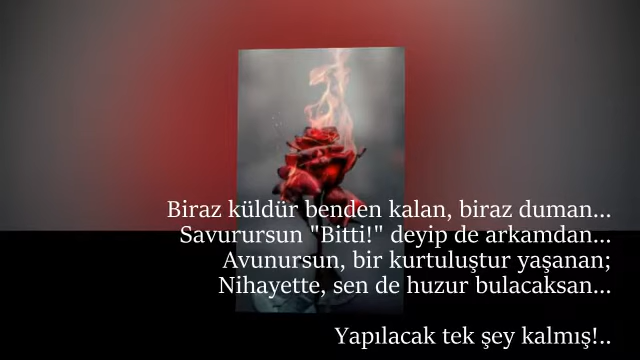 Biraz küldür benden kalan, biraz duman...
Savurursun "Bitti!" deyip de arkamdan...
Avunursun, bir kurtuluştur yaşanan;
Nihayette, sen de huzur bulacaksan...
Yapılacak tek şey kalmış!..